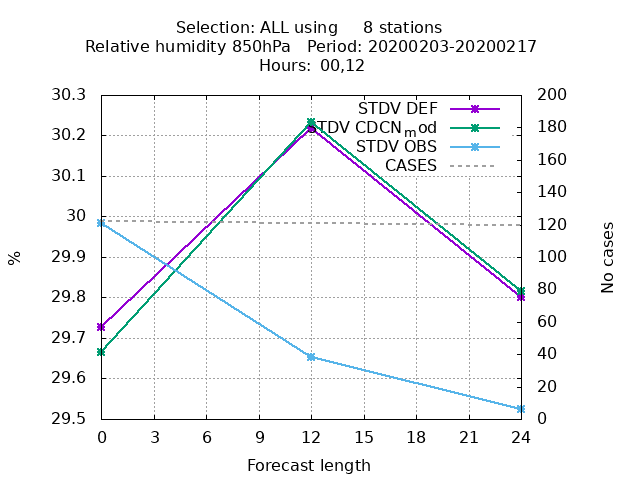 Selection: ALL using 8 stations
Relative humidity 850hPa Period: 20200203-20200217
Hours: 00,12
30.3
30.2
30.1
30
29.9
29.8
29.7
29.6
29.5
%
STDV DEF
STDV CDCNmod
STDV OBS
CASES
200
180
160
140
120
100
80
60
40
20
0
No cases
0 3 6 9 12 15 18 21 24
Forecast length